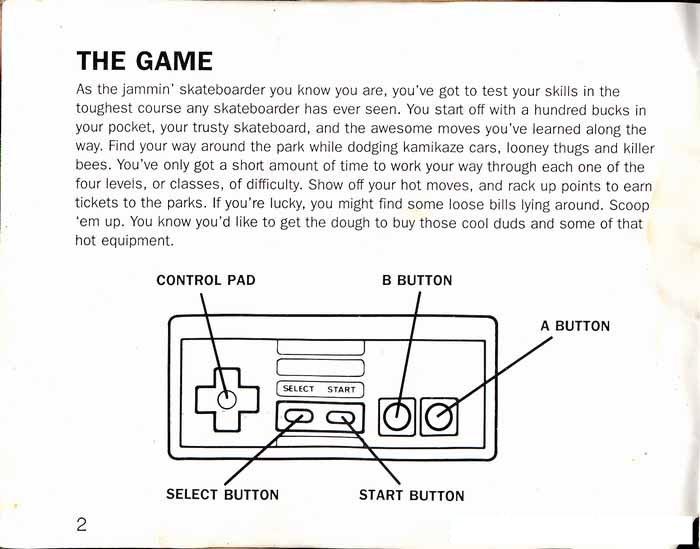 THE GAME
As the jammin' skateboarder you know you are, you've got to test your skills in the
toughest course any skateboarder has ever seen. You start off with a hundred bucks in
your pocket, your trusty skateboard, and the awesome moves you've learned along the
way. Find your way around the park while dodging kamikaze cars, looney thugs and killer
bees. You've only got a short amount of time to work your way through each one of the
four levels, or classes, of difficulty. Show off your hot moves, and rack up points to earn
tickets to the parks. If you're lucky, you might find some loose bills lying around. Scoop
'em up. You know you'd like to get the dough to buy those cool duds and some of that
hot equipment.
CONTROL PAD
B BUTTON
A BUTTON
SELECT START
SELECT BUTTON
START BUTTON
2